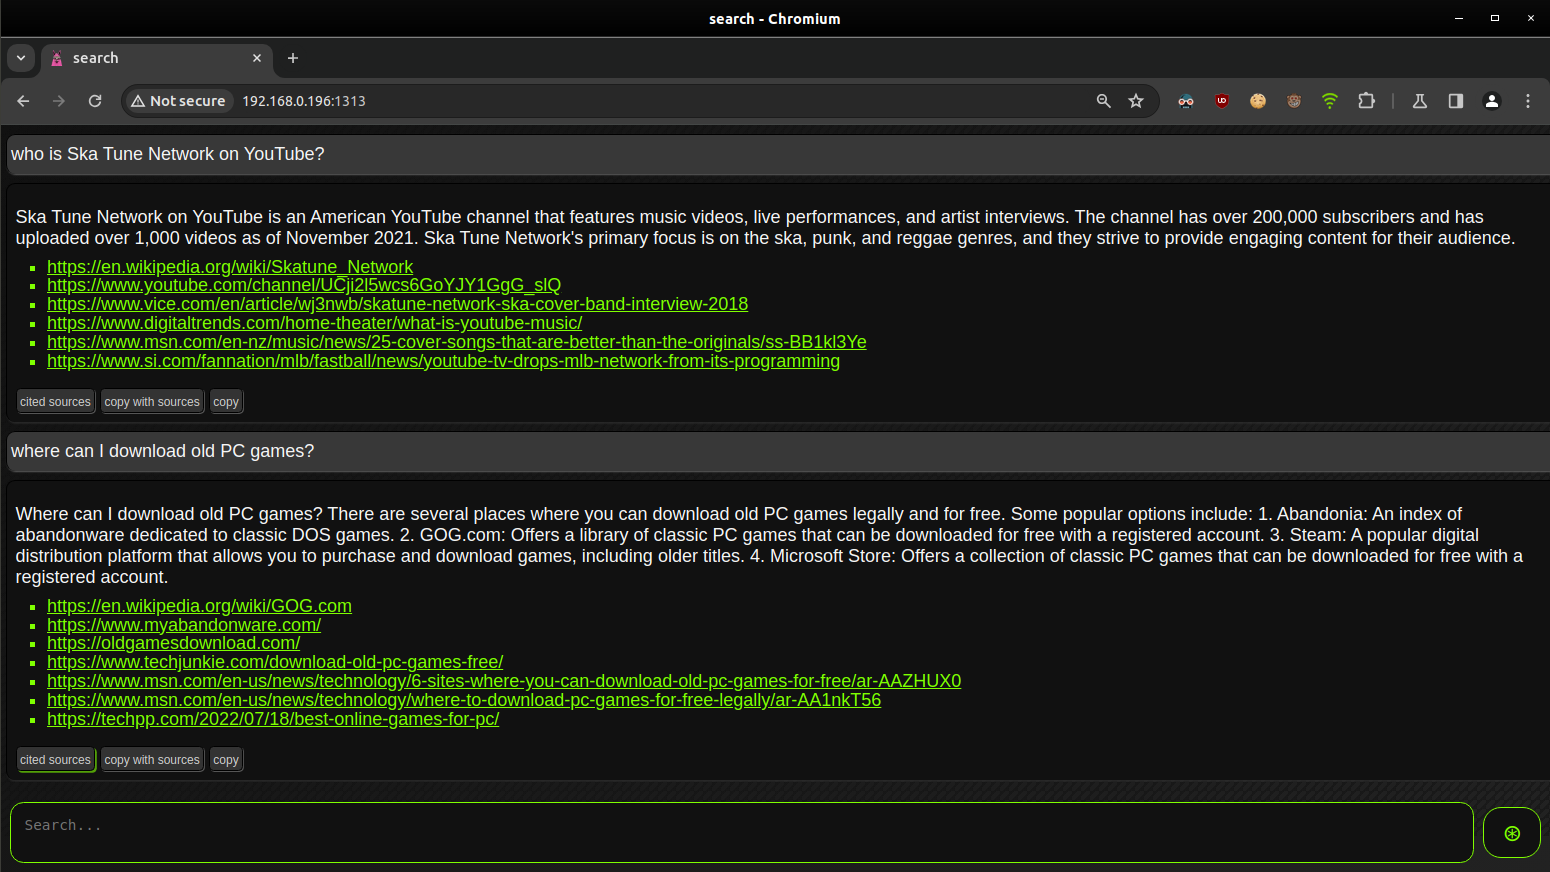 search - Chromium
search
Not secure
192.168.0.196:1313
who is Ska Tune Network on YouTube?
Ska Tune Network on YouTube is an American YouTube channel that features music videos, live performances, and artist interviews. The channel has over 200,000 subscribers and has
uploaded over 1,000 videos as of November 2021. Ska Tune Network's primary focus is on the ska, punk, and reggae genres, and they strive to provide engaging content for their audience.
https://en.wikipedia.org/wiki/Skatune_Network
https://www.youtube.com/channel/UCji2l5wcs6GoYJY1GgG_slQ
https://www.vice.com/en/article/wj3nwb/skatune-network-ska-cover-band-interview-2018
https://www.digitaltrends.com/home-theater/what-is-youtube-music/
https://www.msn.com/en-nz/music/news/25-cover-songs-that-are-better-than-the-originals/ss-BB1kl3Ye
https://www.si.com/fannation/mlb/fastball/news/youtube-tv-drops-mlb-network-from-its-programming
cited sources copy with sources copy
where can I download old PC games?
Where can I download old PC games? There are several places where you can download old PC games legally and for free. Some popular options include: 1. Abandonia: An index of
abandonware dedicated to classic DOS games. 2. GOG.com: Offers a library of classic PC games that can be downloaded for free with a registered account. 3. Steam: A popular digital
distribution platform that allows you to purchase and download games, including older titles. 4. Microsoft Store: Offers a collection of classic PC games that can be downloaded for free with a
registered account.
https://en.wikipedia.org/wiki/GOG.com
https://www.myabandonware.com/
https://oldgamesdownload.com/
https://www.techjunkie.com/download-old-pc-games-free/
https://www.msn.com/en-us/news/technology/6-sites-where-you-can-download-old-pc-games-for-free/ar-AAZHUX0
https://www.msn.com/en-us/news/technology/where-to-download-pc-games-for-free-legally/ar-AA1nkT56
https://techpp.com/2022/07/18/best-online-games-for-pc/
cited sources copy with sources copy
Search...